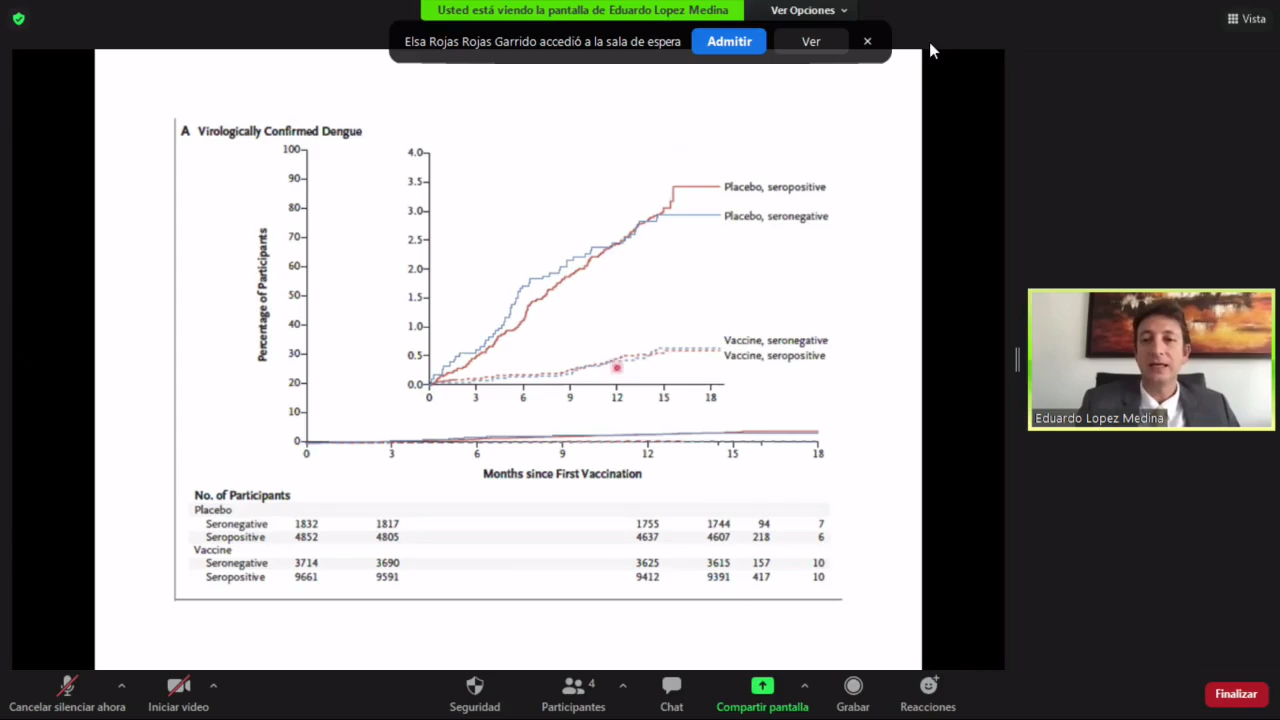 Usted está viendo la pantalla de Eduardo Lopez Medina
Ver Opciones
Vista
Elsa Rojas Rojas Garrido accedió a la sala de espera
Admitir
Ver
A Virologically Confirmed Dengue
Percentage of Participants
100
90
80
70
60
50
40
30
20
10
0
4.0
3.5
3.0
2.5
2.0
1.5
1.0
0.5
0.0
Placebo, seropositive
Placebo, seronegative
Vaccine, seronegative
Vaccine, seropositive
0 3 6 9 12 15 18
0 3 6 9 12 15 18
Months since First Vaccination
No. of Participants
Placebo
Seronegative 1832 1817 1755 1744 94 7
Seropositive 4852 4805 4637 4607 218 6
Vaccine
Seronegative 3714 3690 3625 3615 157 10
Seropositive 9661 9591 9412 9391 417 10
Eduardo Lopez Medina
4
Cancelar silenciar ahora
Iniciar video
Seguridad
Participantes
Chat
Compartir pantalla
Grabar
Reacciones
Finalizar